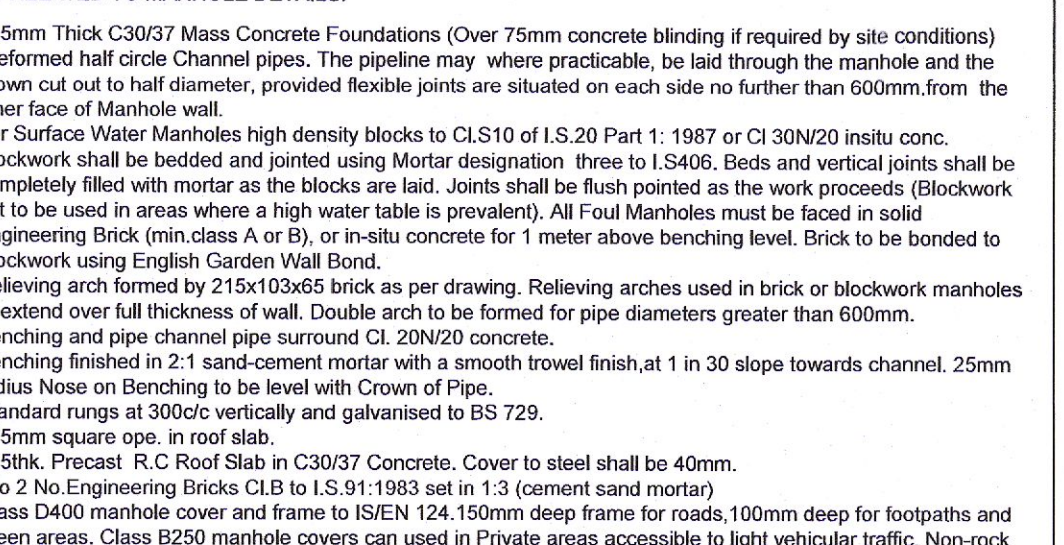 5mm Thick C30/37 Mass Concrete Foundations (Over 75mm concrete blinding if required by site conditions)
eformed half circle Channel pipes. The pipeline may where practicable, be laid through the manhole and the
own cut out to half diameter, provided flexible joints are situated on each side no further than 600mm.from the
er face of Manhole wall.
r Surface Water Manholes high density blocks to CI.S10 of I.S.20 Part 1: 1987 or CI 30N/20 insitu conc.
ockwork shall be bedded and jointed using Mortar designation three to I.S406. Beds and vertical joints shall be
mpletely filled with mortar as the blocks are laid. Joints shall be flush pointed as the work proceeds (Blockwork
t to be used in areas where a high water table is prevalent). All Foul Manholes must be faced in solid
gineering Brick (min.class A or B), or in-situ concrete for 1 meter above benching level. Brick to be bonded to
ockwork using English Garden Wall Bond.
elieving arch formed by 215x103x65 brick as per drawing. Relieving arches used in brick or blockwork manholes
extend over full thickness of wall. Double arch to be formed for pipe diameters greater than 600mm.
enching and pipe channel pipe surround CI. 20N/20 concrete.
enching finished in 2:1 sand-cement mortar with a smooth trowel finish,at 1 in 30 slope towards channel. 25mm
dius Nose on Benching to be level with Crown of Pipe.
andard rungs at 300c/c vertically and galvanised to BS 729.
5mm square ope. in roof slab.
5thk. Precast R.C Roof Slab in C30/37 Concrete. Cover to steel shall be 40mm.
o 2 No.Engineering Bricks CI.B to I.S.91:1983 set in 1:3 (cement sand mortar)
ass D400 manhole cover and frame to IS/EN 124.150mm deep frame for roads,100mm deep for footpaths and
een areas. Class B250 manhole covers can used in Private areas accessible to light vehicular traffic. Non-rock